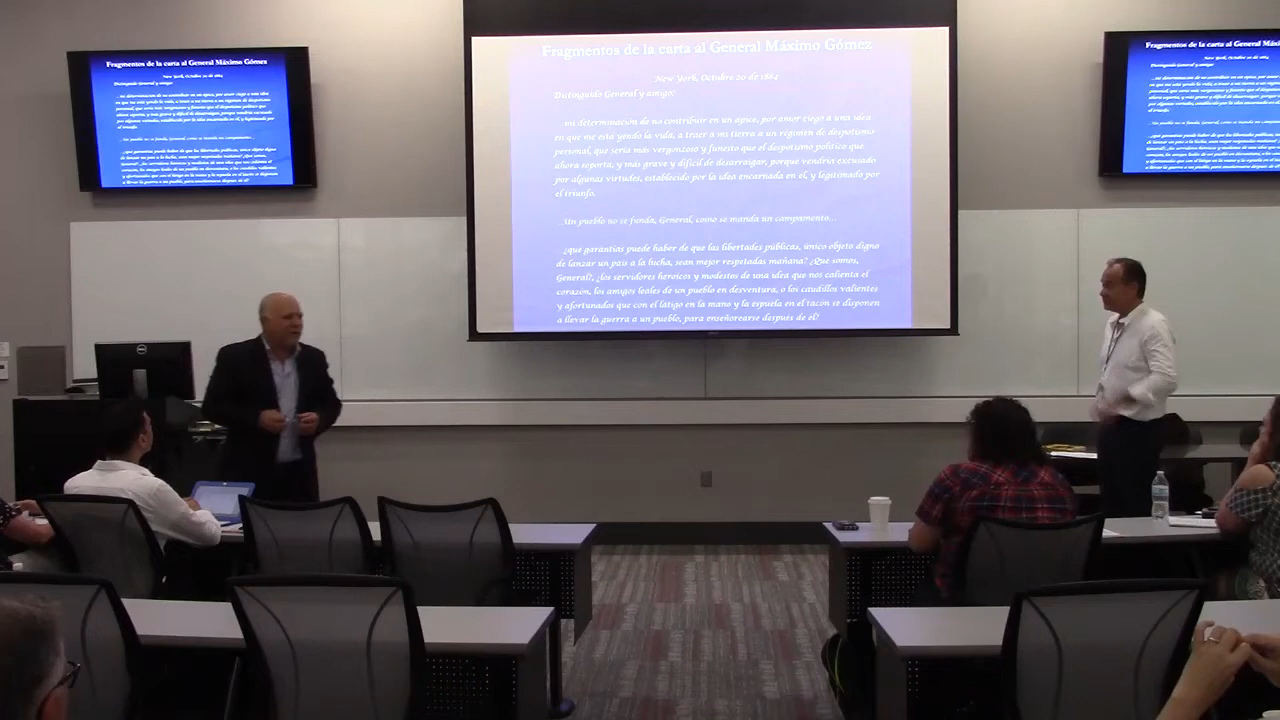 Fragmentos de la carta al General Máximo Gómez
New York, Octubre 20 de 1884
Distinguido General y amigo:
...mi determinación de no contribuir en un ápice, por amor ciego a una idea
en que me está yendo la vida, a traer a mi tierra a un régimen de despotismo
personal, que sería más vergonzoso y funesto que el despotismo político que
ahora soporta, y más grave y difícil de desarraigar, porque vendría excusado
por algunas virtudes, establecido por la idea encarnada en él, y legitimado por
el triunfo.
...Un pueblo no se funda, General, como se manda un campamento...
¿qué garantías puede haber de que las libertades públicas, único objeto digno
de lanzar un país a la lucha, sean mejor respetadas mañana? ¿Qué somos,
General?, ¿los servidores heroicos y modestos de una idea que nos calienta el
corazón, los amigos leales de un pueblo en desventura, o los caudillos valientes
y afortunados que con el látigo en la mano y la espuela en el tacón se disponen
a llevar la guerra a un pueblo, para enseñorearse después de él?